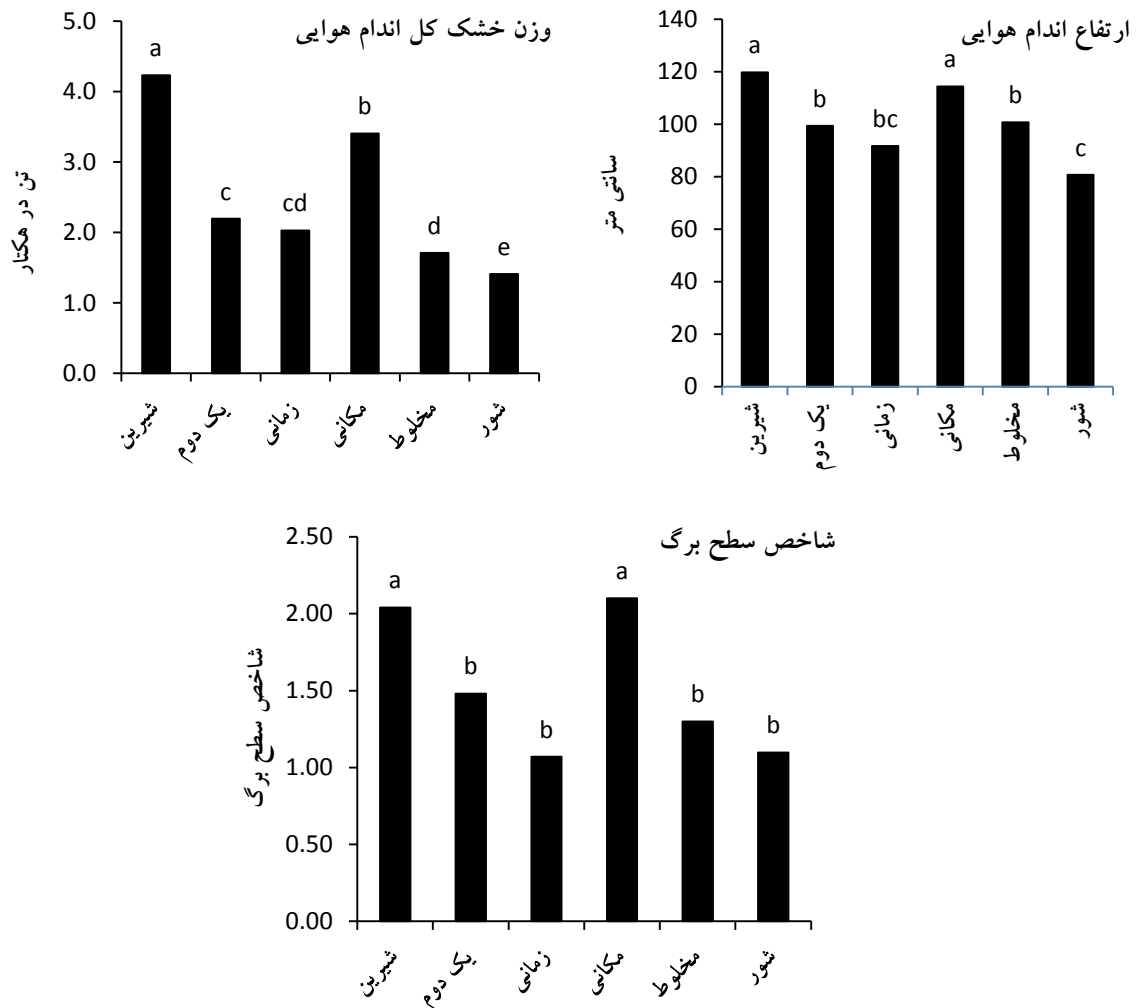 وزن خشک کل اندام هوایی
تن در هکتار
5.0
4.0
3.0
2.0
1.0
0.0
a
c
cd
b
d
e
شیرین
یک دوم
زمانی
مکانی
مخلوط
شور
ارتفاع اندام هوایی
سانتی متر
140
120
100
80
60
40
20
0
a
b
bc
a
b
c
شیرین
یک دوم
زمانی
مکانی
مخلوط
شور
شاخص سطح برگ
شاخص سطح برگ
2.50
2.00
1.50
1.00
0.50
0.00
a
b
b
a
b
b
شیرین
یک دوم
زمانی
مکانی
مخلوط
شور